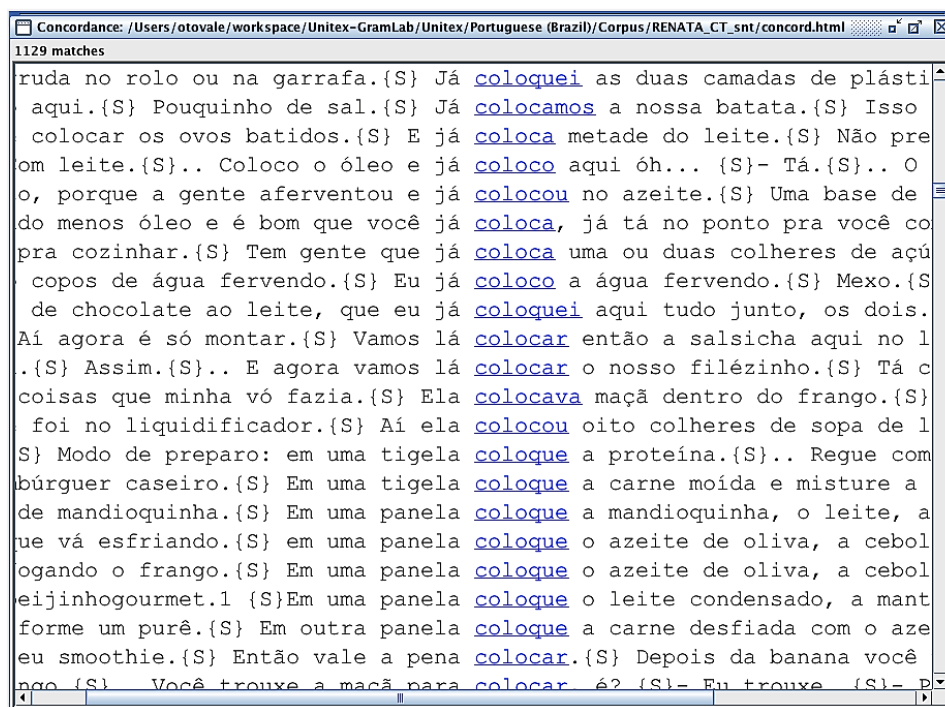 Concordance: /Users/otovale/workspace/Unitex-GramLab/Unitex/Portuguese (Brazil)/Corpus/RENATA_CT_snt/concord.html
1129 matches
ruda no rolo ou na garrafa.{S} Já coloquei as duas camadas de plásti
aqui.{S} Pouquinho de sal.{S} Já colocamos a nossa batata.{S} Isso
colocar os ovos batidos.{S} E já coloca metade do leite.{S} Não pre
om leite.{S}.. Coloco o óleo e já coloco aqui óh... {S}- Tá.{S}.. O
o, porque a gente aferventou e já colocou no azeite.{S} Uma base de
do menos óleo e é bom que você já coloca, já tá no ponto pra você co
pra cozinhar.{S} Tem gente que já coloca uma ou duas colheres de açú
copos de água fervendo.{S} Eu já coloco a água fervendo.{S} Mexo.{S
de chocolate ao leite, que eu já coloquei aqui tudo junto, os dois.
Aí agora é só montar.{S} Vamos lá colocar então a salsicha aqui no l
.{S} Assim.{S}.. E agora vamos lá colocar o nosso filézinho.{S} Tá c
coisas que minha vó fazia.{S} Ela colocava maçã dentro do frango.{S}
foi no liquidificador.{S} Aí ela colocou oito colheres de sopa de l
S} Modo de preparo: em uma tigela coloque a proteína.{S}.. Regue com
búrguer caseiro.{S} Em uma tigela coloque a carne moída e misture a
de mandioquinha.{S} Em uma panela coloque a mandioquinha, o leite, a
ue vá esfriando.{S} em uma panela coloque o azeite de oliva, a cebol
ogando o frango.{S} Em uma panela coloque o azeite de oliva, a cebol
eijinhogourmet.1 {S}Em uma panela coloque o leite condensado, a mant
forme um purê.{S} Em outra panela coloque a carne desfiada com o aze
eu smoothie.{S} Então vale a pena colocar.{S} Depois da banana você
ngo.{S} Você trouxe a maçã para colocar, é? {S}- Eu trouxe. {S}- P